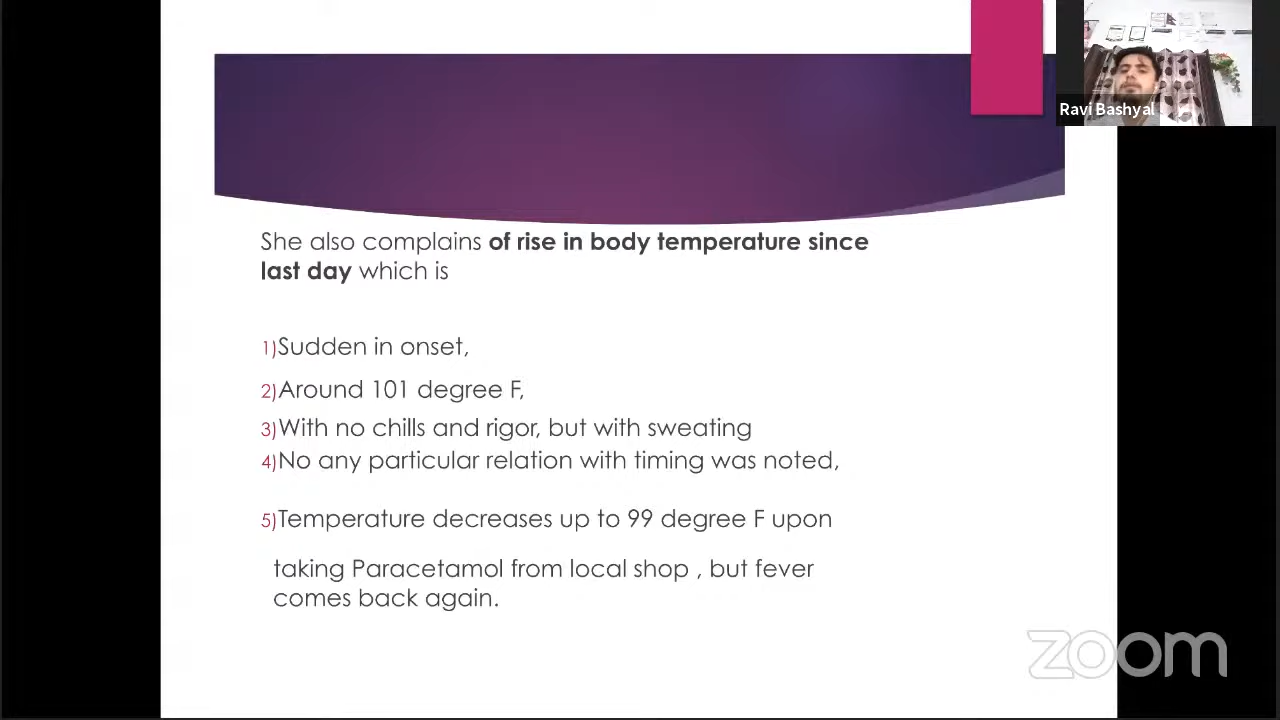 Ravi Bashyal
She also complains of rise in body temperature since
last day which is
1)Sudden in onset,
2)Around 101 degree F,
3)With no chills and rigor, but with sweating
4)No any particular relation with timing was noted,
5)Temperature decreases up to 99 degree F upon
taking Paracetamol from local shop , but fever
comes back again.
zoom